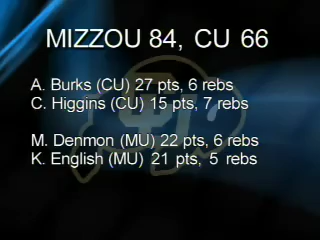 MIZZOU 84, CU 66
A. Burks (CU) 27 pts, 6 rebs
C. Higgins (CU) 15 pts, 7 rebs
M. Denmon (MU) 22 pts, 6 rebs
K. English (MU) 21 pts, 5 rebs